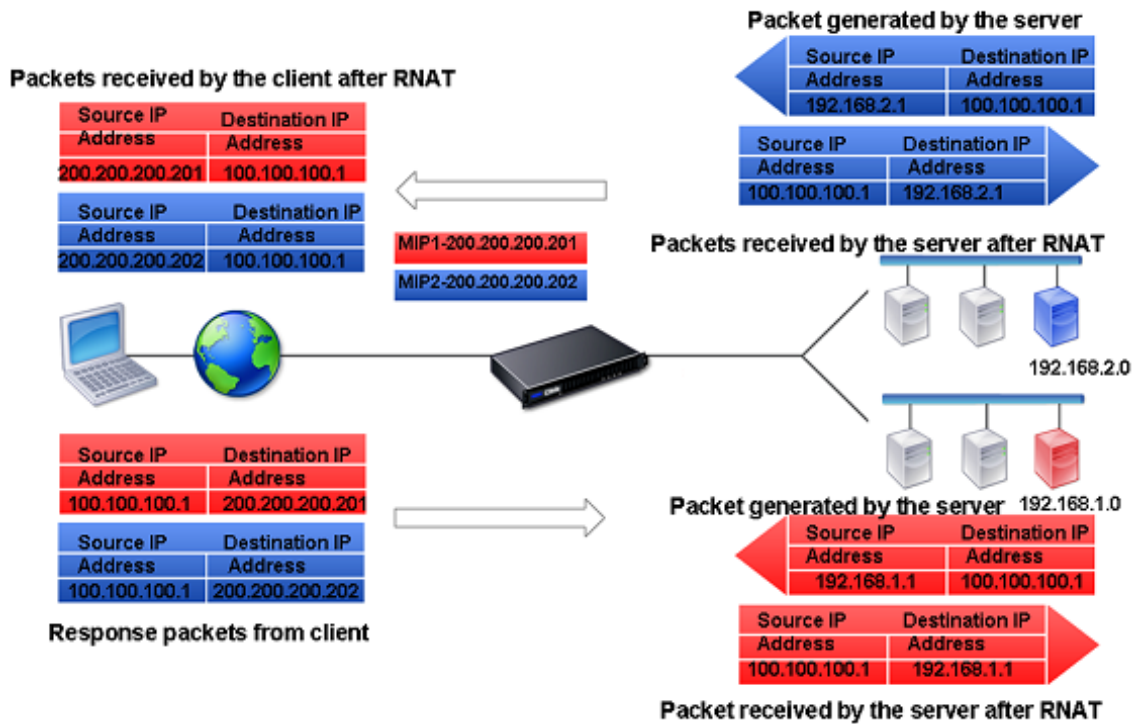 Packet generated by the server
Source IP Destination IP
Address Address
192.168.2.1 100.100.100.1
Source IP Destination IP
Address Address
100.100.100.1 192.168.2.1
Packets received by the server after RNAT
Packets received by the client after RNAT
Source IP Destination IP
Address Address
200.200.200.201 100.100.100.1
Source IP Destination IP
Address Address
200.200.200.202 100.100.100.1
MIP1-200.200.200.201
MIP2-200.200.200.202
192.168.2.0
Source IP Destination IP
Address Address
100.100.100.1 200.200.200.201
Source IP Destination IP
Address Address
100.100.100.1 200.200.200.202
Response packets from client
Packet generated by the server
192.168.1.0
Source IP Destination IP
Address Address
192.168.1.1 100.100.100.1
Source IP Destination IP
Address Address
100.100.100.1 192.168.1.1
Packet received by the server after RNAT